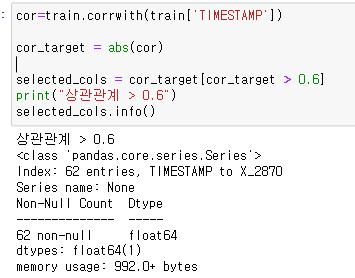 : cor=train.corrwith(train['TIMESTAMP'])
cor_target = abs(cor)
selected_cols = cor_target[cor_target > 0.6]
print("상관관계 > 0.6")
selected_cols.info()
상관관계 > 0.6
<class 'pandas.core.series.Series'>
Index: 62 entries, TIMESTAMP to X_2870
Series name: None
Non-Null Count  Dtype
--------------  -----
62 non-null     float64
dtypes: float64(1)
memory usage: 992.0+ bytes